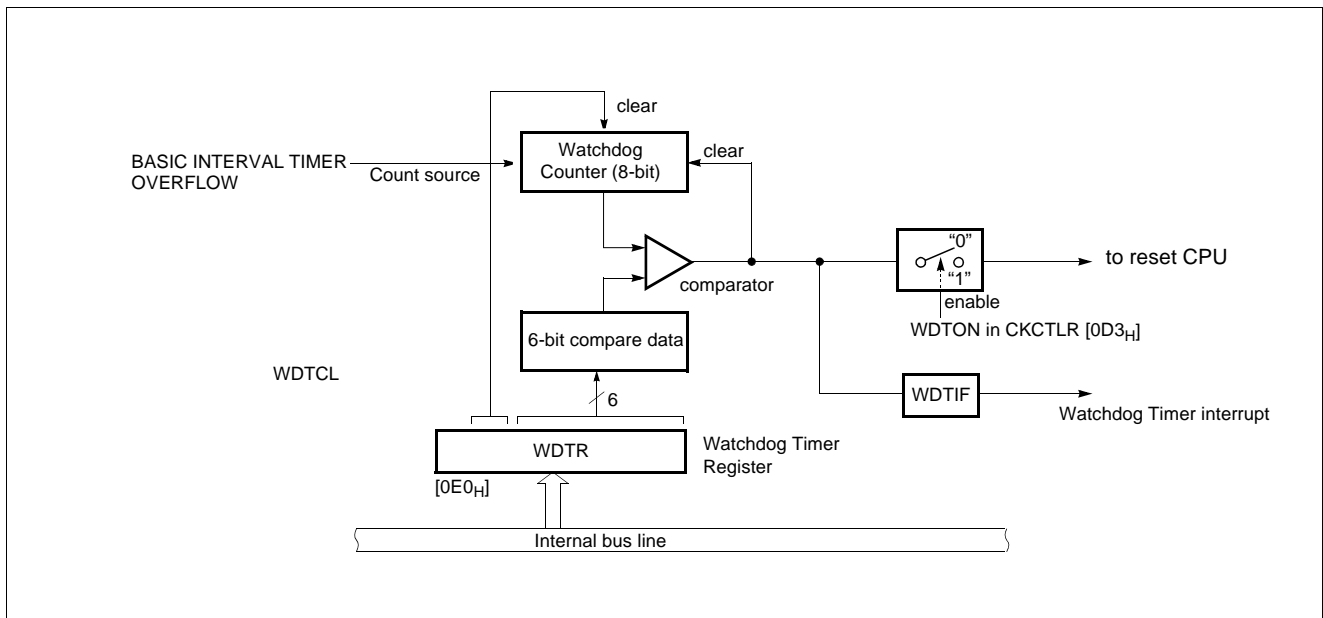 clear
BASIC INTERVAL TIMER
OVERFLOW
Count source
Watchdog
Counter (8-bit)
clear
comparator
“0”
“1”
enable
to reset CPU
WDTON in CKCTLR [0D3H]
6-bit compare data
WDTCL
6
WDTIF
Watchdog Timer interrupt
WDTR
Watchdog Timer
Register
[0E0H]
Internal bus line